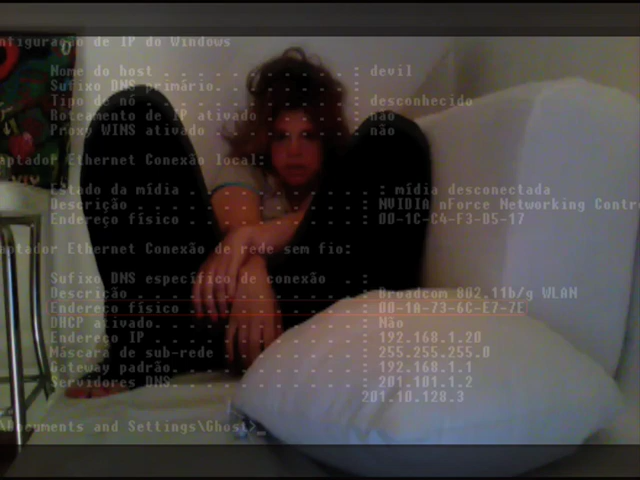 nfiguração de IP do Windows
Nome do host . . . . . . . . . . . : devil
Sufixo DNS primário. . . . . . . . :
Tipo de nó . . . . . . . . . . . . : desconhecido
Roteamento de IP ativado . . . . . : não
Proxy WINS ativado . . . . . . . . : não
aptador Ethernet Conexão local:
EStado da mídia . . . . . . . . . . : mídia desconectada
Descrição . . . . . . . . . . . . . : NVIDIA nForce Networking Contro
Endereço físico . . . . . . . . . . : 00-1C-C4-F3-D5-17
aptador Ethernet Conexão de rede sem fio:
Sufixo DNS específico de conexão . :
Descrição . . . . . . . . . . . . . : Broadcom 802.11b/g WLAN
Endereço físico . . . . . . . . . . : 00-1A-73-6C-E7-7E
DHCP ativado. . . . . . . . . . . . : Não
Endereço IP . . . . . . . . . . . . : 192.168.1.20
Máscara de sub-rede . . . . . . . . : 255.255.255.0
Gateway padrão. . . . . . . . . . . : 192.168.1.1
Servidores DNS. . . . . . . . . . . : 201.101.1.2
201.10.128.3
\Documents and Settings\Ghost>_